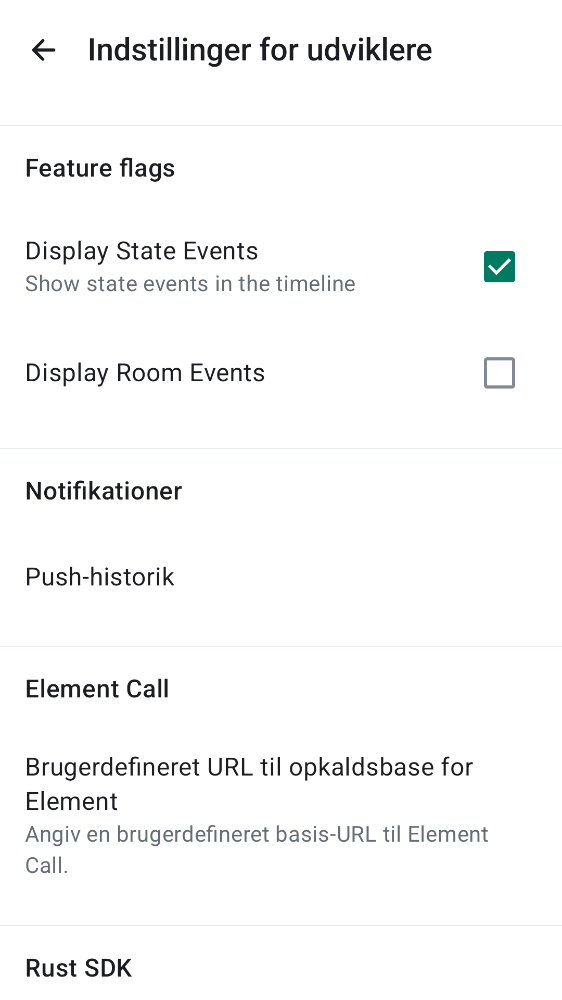 Indstillinger for udviklere
Feature flags
Display State Events
Show state events in the timeline
Display Room Events
Notifikationer
Push-historik
Element Call
Brugerdefineret URL til opkaldsbase for
Element
Angiv en brugerdefineret basis-URL til Element
Call.
Rust SDK